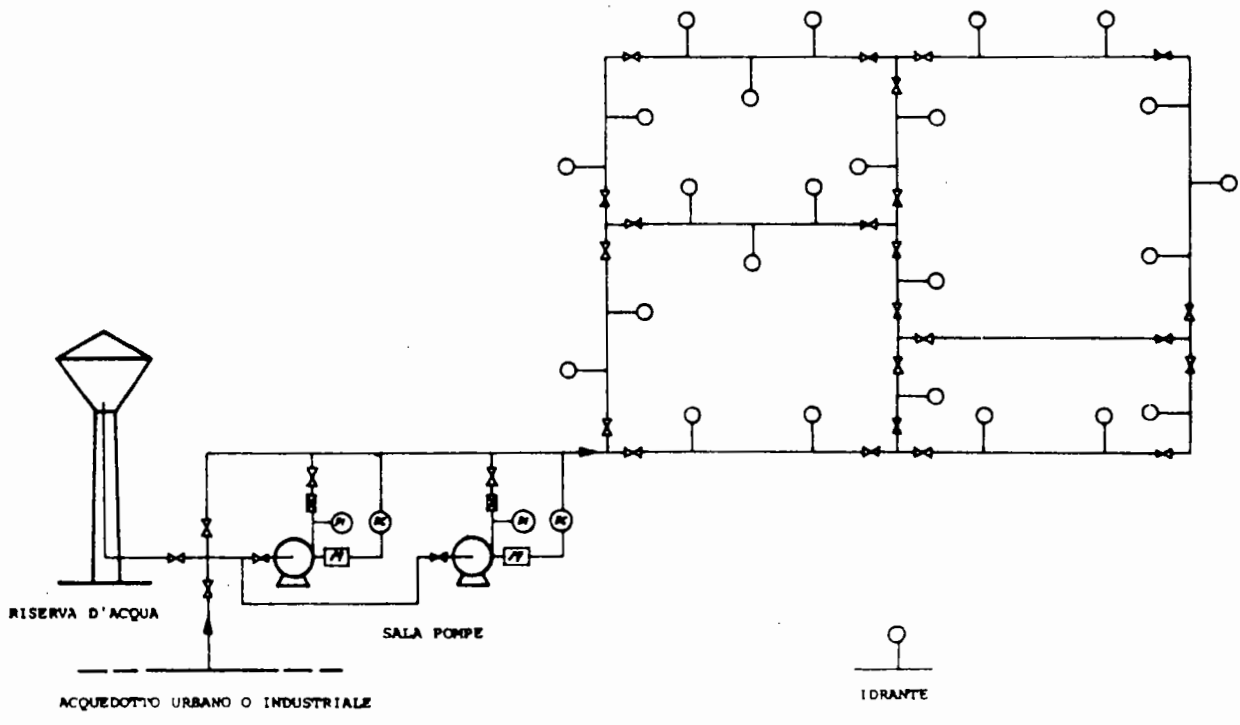 RISERVA D'ACQUA
SALA POMPE
ACQUEDOTTO URBANO O INDUSTRIALE
IDRANTE